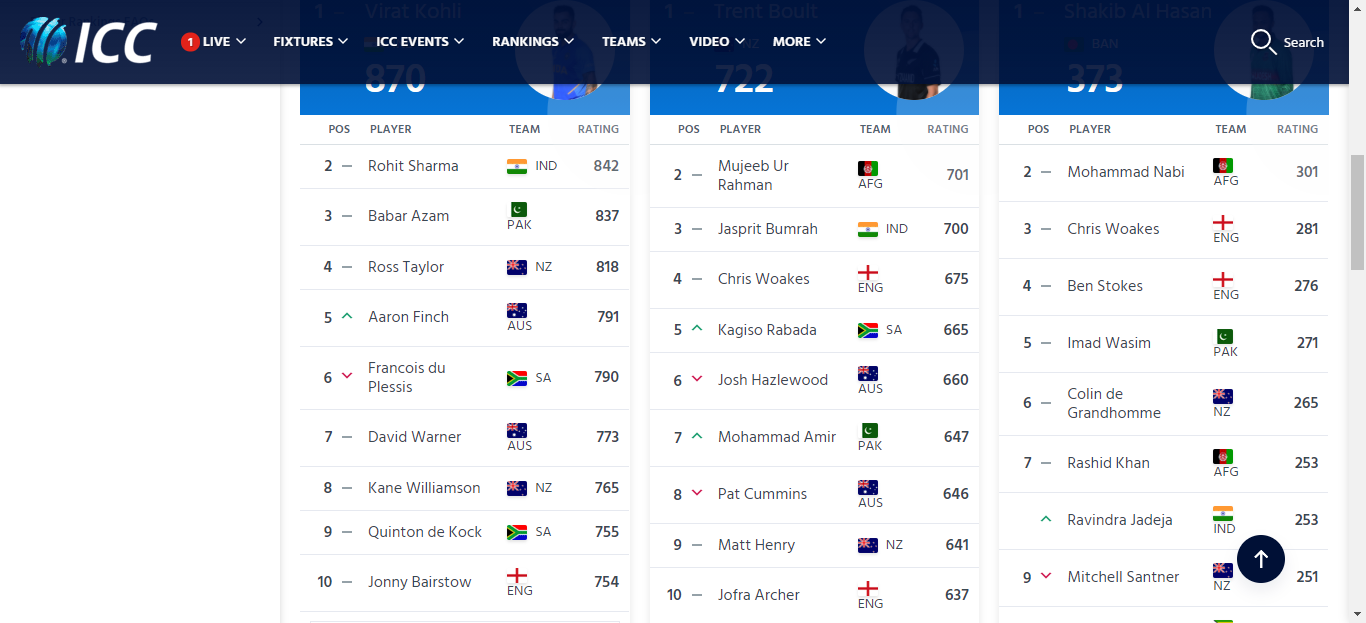 1 – Virat Kohli
1 – Trent Boult
1 – Shakib Al Hasan
ICC
1 LIVE FIXTURES ICC EVENTS RANKINGS TEAMS VIDEO MORE Search
NZ
BAN
870
722
373
POS PLAYER TEAM RATING
2 — Rohit Sharma IND 842
3 — Babar Azam PAK 837
4 — Ross Taylor NZ 818
5 Aaron Finch AUS 791
6 Francois du
Plessis SA 790
7 — David Warner AUS 773
8 — Kane Williamson NZ 765
9 — Quinton de Kock SA 755
10 — Jonny Bairstow ENG 754
POS PLAYER TEAM RATING
2 — Mujeeb Ur
Rahman AFG 701
3 — Jasprit Bumrah IND 700
4 — Chris Woakes ENG 675
5 Kagiso Rabada SA 665
6 Josh Hazlewood AUS 660
7 Mohammad Amir PAK 647
8 Pat Cummins AUS 646
9 — Matt Henry NZ 641
10 — Jofra Archer ENG 637
POS PLAYER TEAM RATING
2 — Mohammad Nabi AFG 301
3 — Chris Woakes ENG 281
4 — Ben Stokes ENG 276
5 — Imad Wasim PAK 271
6 — Colin de
Grandhomme NZ 265
7 — Rashid Khan AFG 253
Ravindra Jadeja IND 253
9 Mitchell Santner NZ 251